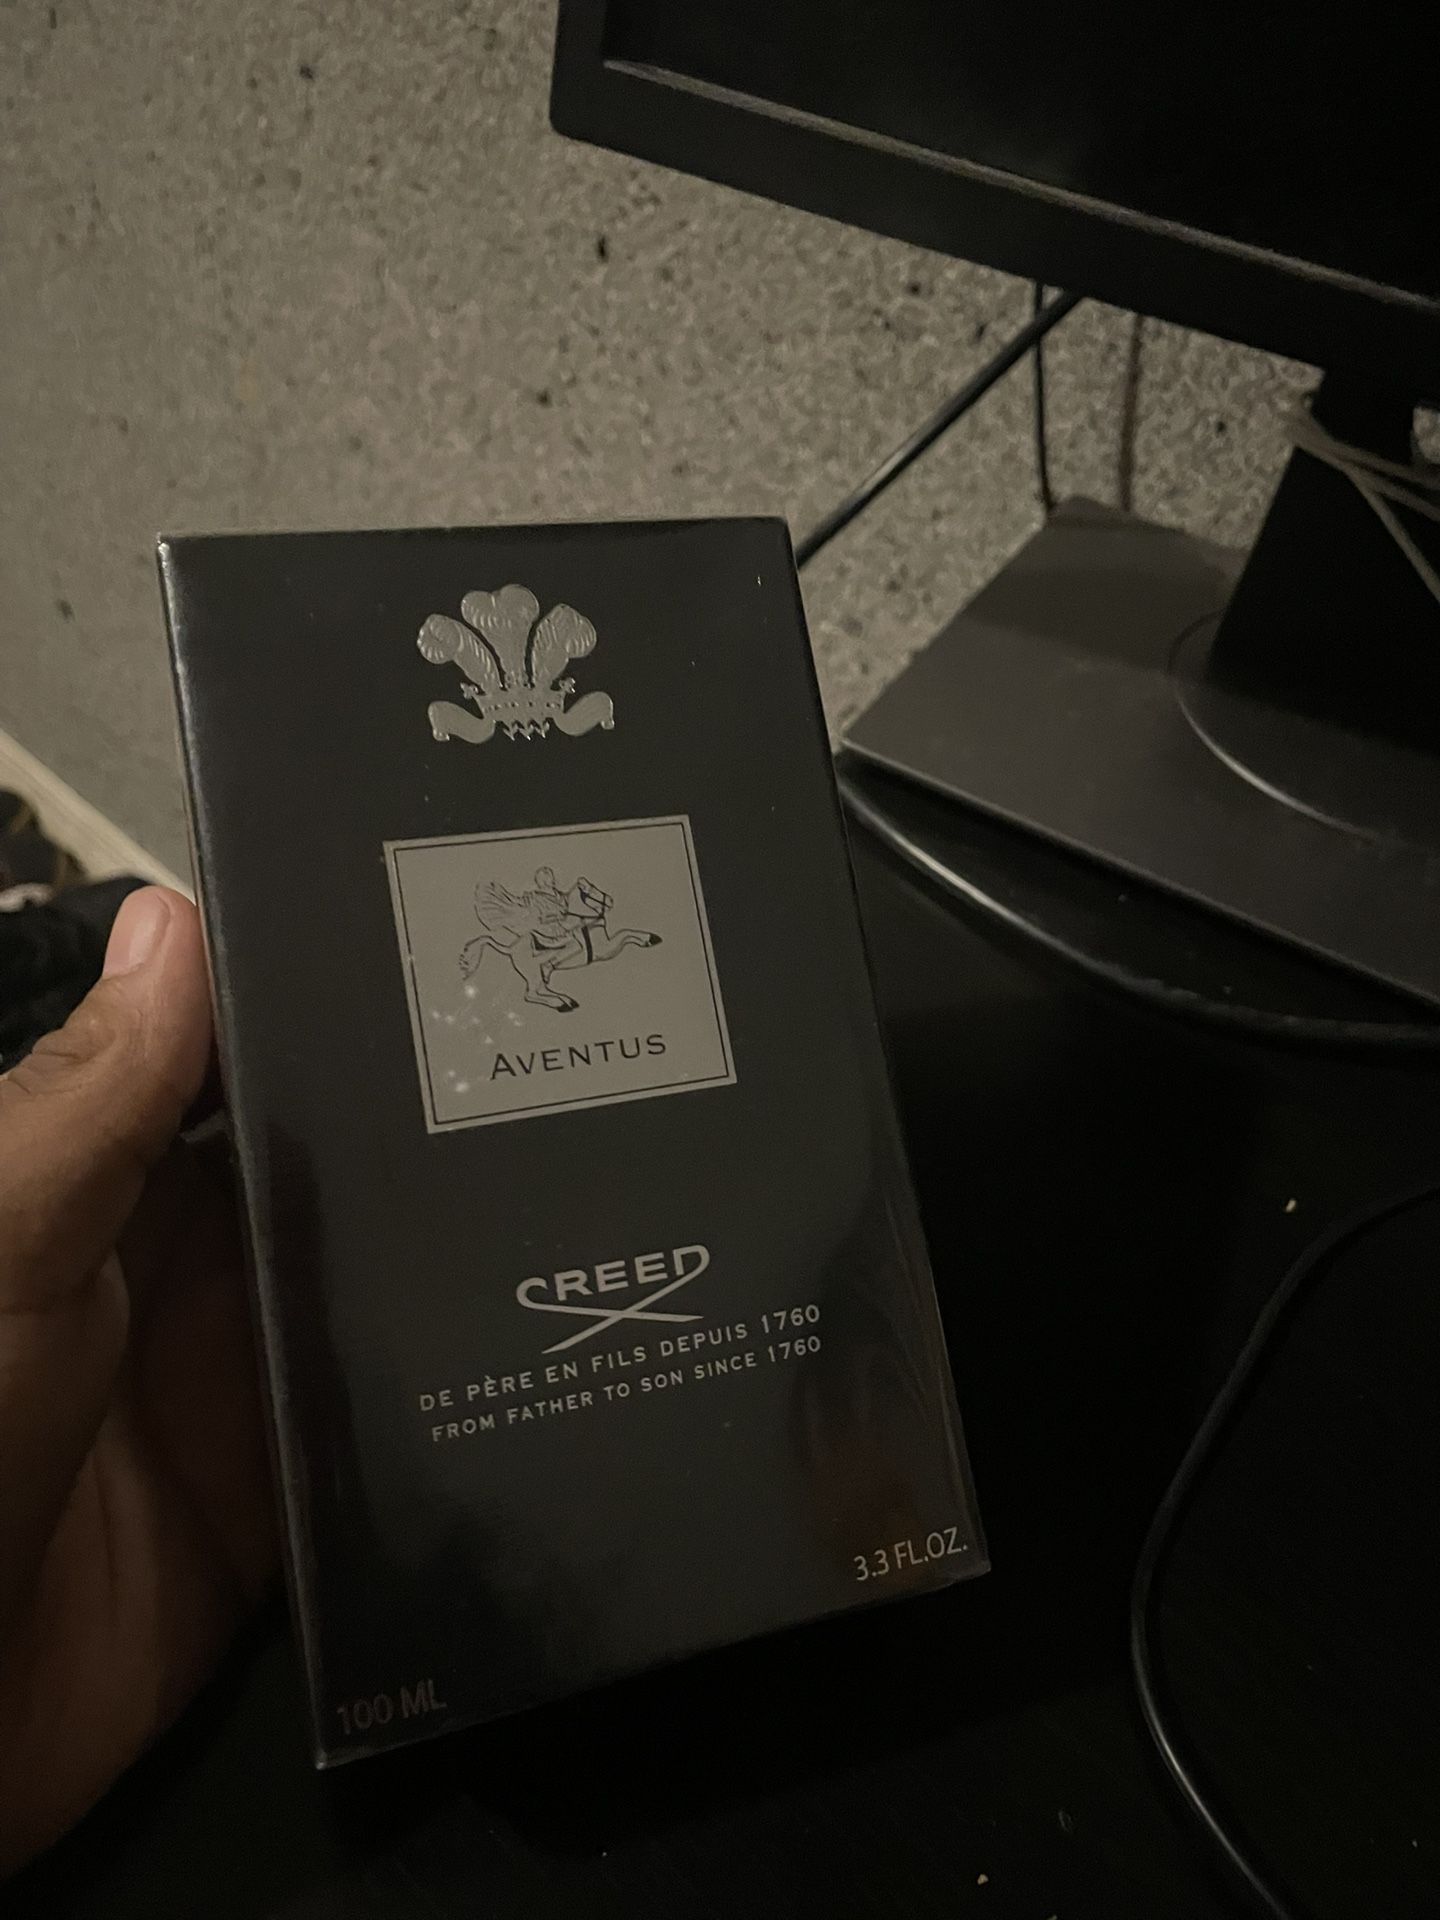 AVENTUS
CREED
DE PÈRE EN FILS DEPUIS 1760
FROM FATHER TO SON SINCE 1760
3.3 FL.OZ.
100 ML